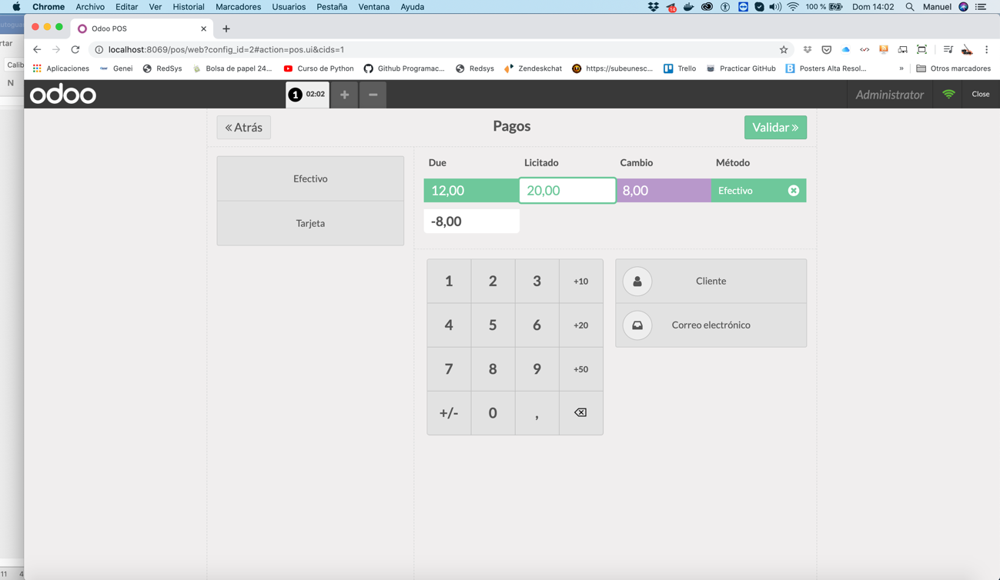 Chrome Archivo Editar Ver Historial Marcadores Usuarios Pestaña Ventana Ayuda 14 100 % Dom 14:02 Manuel
Odoo POS
localhost:8069/pos/web?config_id=2#action=pos.ui&cids=1
Calib
Aplicaciones Genei RedSys Bolsa de papel 24... Curso de Python Github Programac... Redsys Zendeskchat https://subeunesc... Trello Practicar GitHub Posters Alta Resol... » Otros marcadores
N
odoo 1 02:02 + − Administrator Close
« Atrás Pagos Validar »
Due Licitado Cambio Método
12,00 20,00 8,00 Efectivo
-8,00
Efectivo
Tarjeta
1 2 3 +10
4 5 6 +20
7 8 9 +50
+/- 0 ,
Cliente
Correo electrónico
11 4